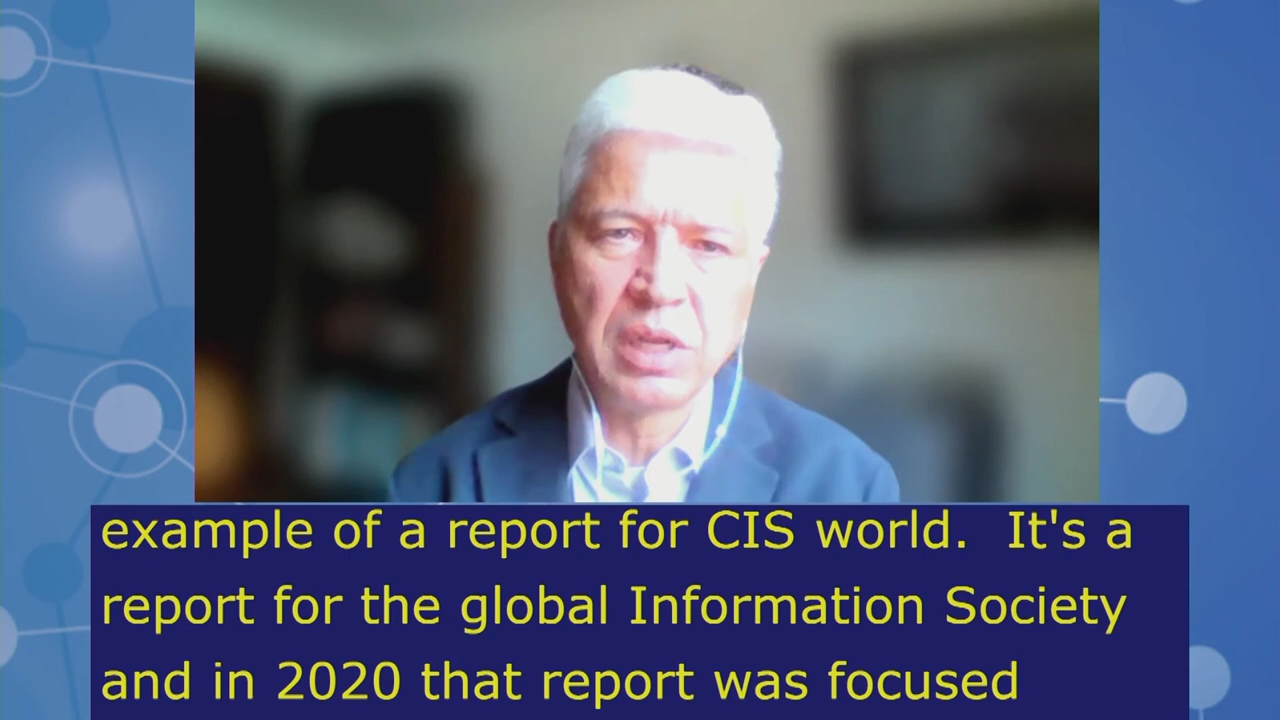 example of a report for CIS world.  It's a
report for the global Information Society
and in 2020 that report was focused